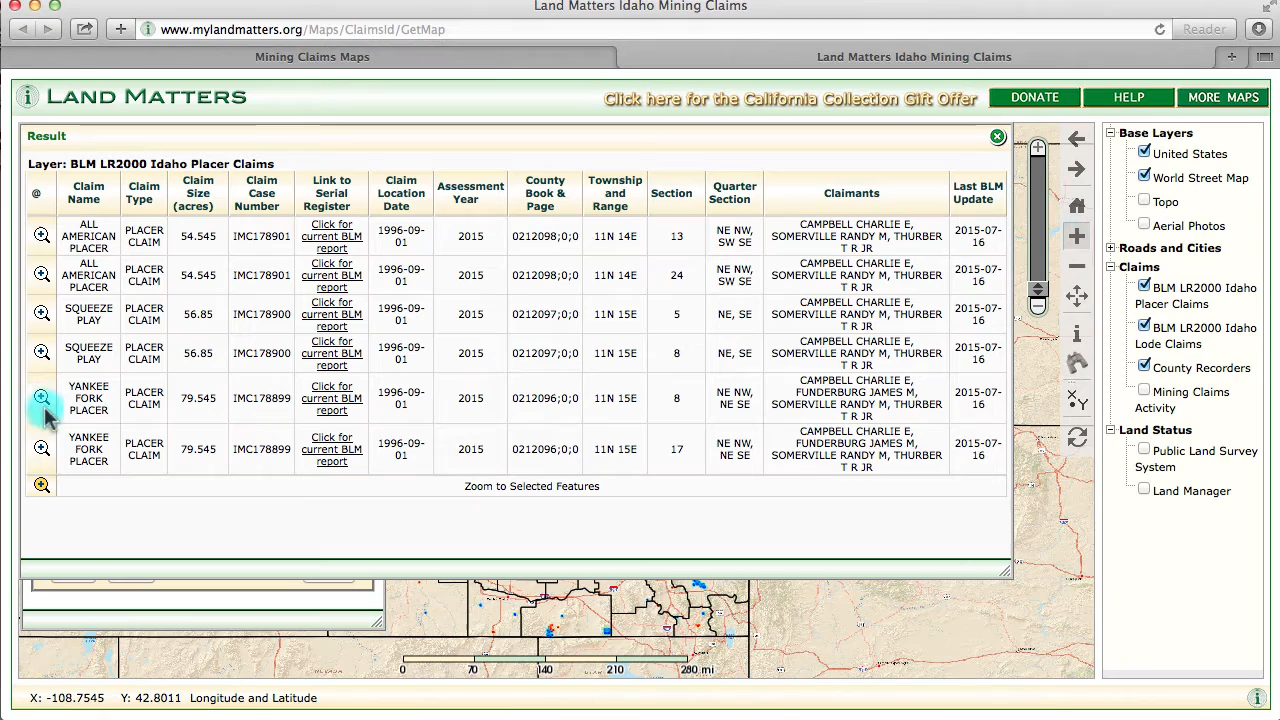 Land Matters Idaho Mining Claims
www.mylandmatters.org/Maps/ClaimsId/GetMap
Reader
Mining Claims Maps
Land Matters Idaho Mining Claims
LAND MATTERS
Click here for the California Collection Gift Offer
DONATE
HELP
MORE MAPS
Result
Layer: BLM LR2000 Idaho Placer Claims
@ Claim Name Claim Type Claim Size (acres) Claim Case Number Link to Serial Register Claim Location Date Assessment Year County Book & Page Township and Range Section Quarter Section Claimants Last BLM Update
ALL AMERICAN PLACER PLACER CLAIM 54.545 IMC178901 Click for current BLM report 1996-09-01 2015 0212098;0;0 11N 14E 13 NE NW, SW SE CAMPBELL CHARLIE E, SOMERVILLE RANDY M, THURBER T R JR 2015-07-16
ALL AMERICAN PLACER PLACER CLAIM 54.545 IMC178901 Click for current BLM report 1996-09-01 2015 0212098;0;0 11N 14E 24 NE NW, SW SE CAMPBELL CHARLIE E, SOMERVILLE RANDY M, THURBER T R JR 2015-07-16
SQUEEZE PLAY PLACER CLAIM 56.85 IMC178900 Click for current BLM report 1996-09-01 2015 0212097;0;0 11N 15E 5 NE, SE CAMPBELL CHARLIE E, SOMERVILLE RANDY M, THURBER T R JR 2015-07-16
SQUEEZE PLAY PLACER CLAIM 56.85 IMC178900 Click for current BLM report 1996-09-01 2015 0212097;0;0 11N 15E 8 NE, SE CAMPBELL CHARLIE E, SOMERVILLE RANDY M, THURBER T R JR 2015-07-16
YANKEE FORK PLACER PLACER CLAIM 79.545 IMC178899 Click for current BLM report 1996-09-01 2015 0212096;0;0 11N 15E 8 NE NW, NE SE CAMPBELL CHARLIE E, FUNDERBURG JAMES M, SOMERVILLE RANDY M, THURBER T R JR 2015-07-16
YANKEE FORK PLACER PLACER CLAIM 79.545 IMC178899 Click for current BLM report 1996-09-01 2015 0212096;0;0 11N 15E 17 NE NW, NE SE CAMPBELL CHARLIE E, FUNDERBURG JAMES M, SOMERVILLE RANDY M, THURBER T R JR 2015-07-16
Zoom to Selected Features
Base Layers
United States
World Street Map
Topo
Aerial Photos
Roads and Cities
Claims
BLM LR2000 Idaho
Placer Claims
BLM LR2000 Idaho
Lode Claims
County Recorders
Mining Claims
Activity
Land Status
Public Land Survey
System
Land Manager
0 70 140 210 280 mi
X: -108.7545 Y: 42.8011 Longitude and Latitude